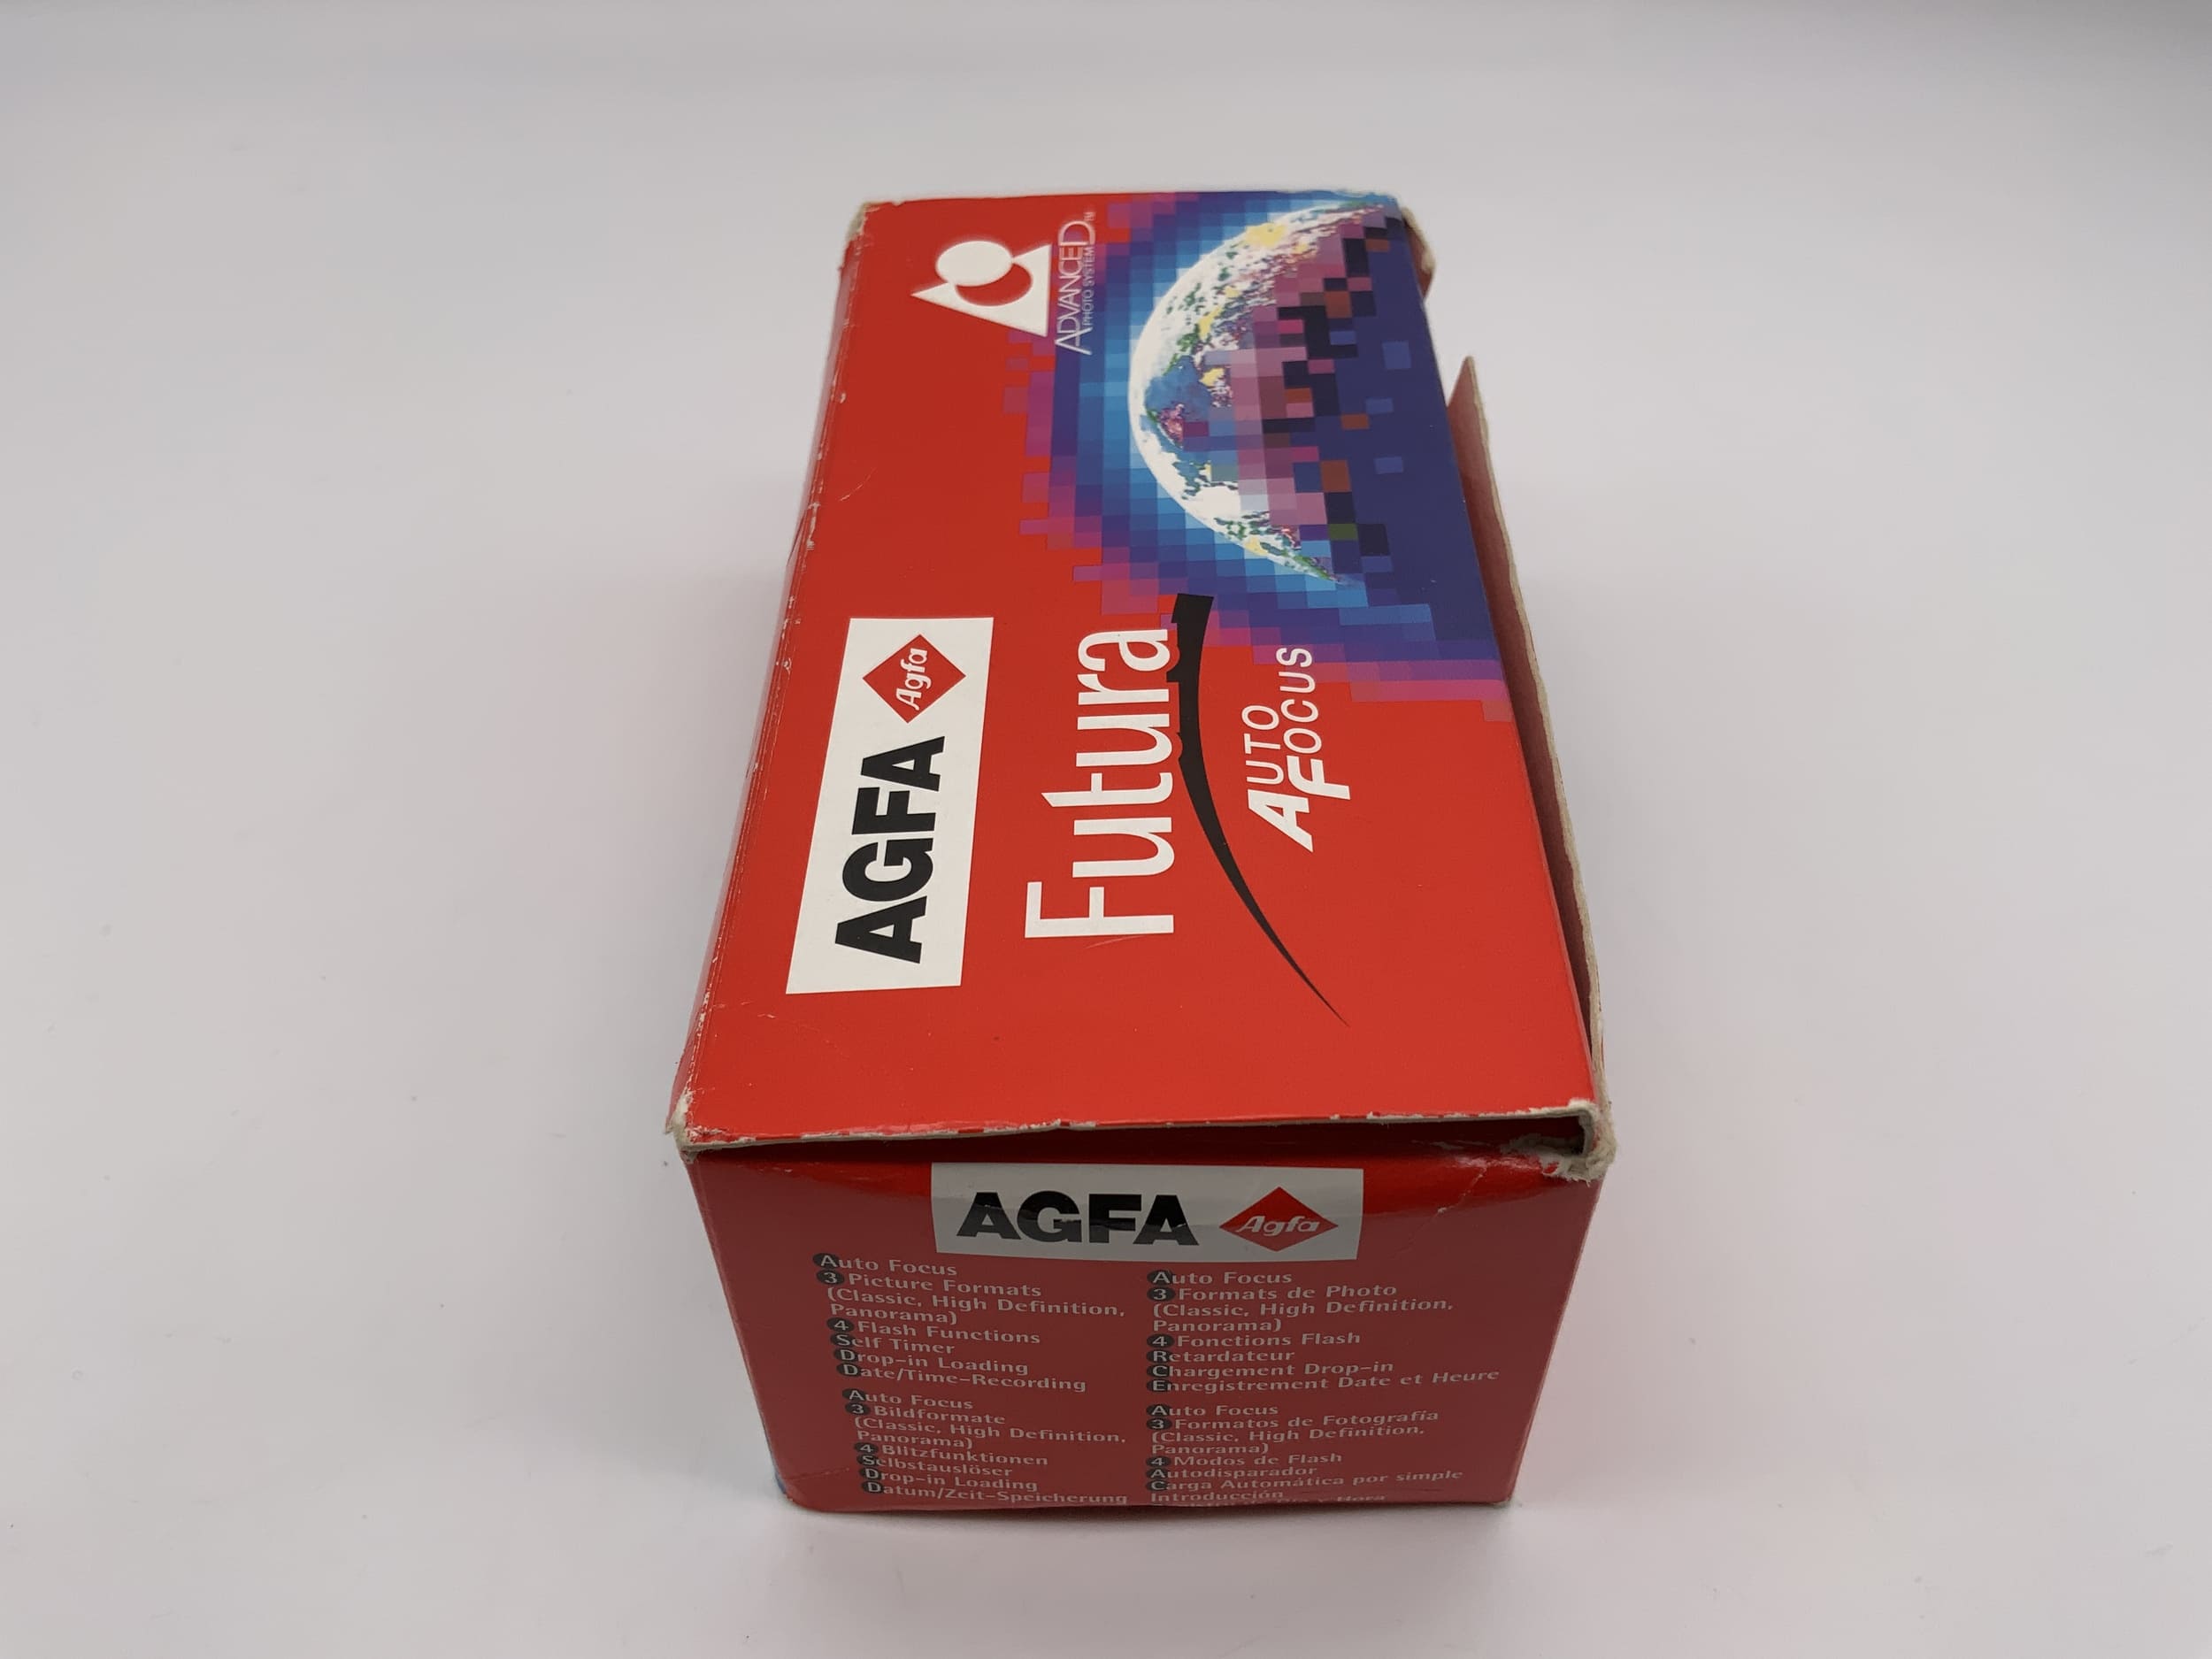 AGFA Agfa
Futura
AUTO
FOCUS
ADVANCED™
PHOTO SYSTEM
AGFA Agfa
Auto Focus
3 Picture Formats
(Classic, High Definition,
Panorama)
4 Flash Functions
Self Timer
Drop-in Loading
Date/Time-Recording
Auto Focus
3 Bildformate
(Classic, High Definition,
Panorama)
4 Blitzfunktionen
Selbstauslöser
Drop-in Loading
Datum/Zeit-Speicherung
Auto Focus
3 Formats de Photo
(Classic, High Definition,
Panorama)
4 Fonctions Flash
Retardateur
Chargement Drop-in
Enregistrement Date et Heure
Auto Focus
3 Formatos de Fotografía
(Classic, High Definition,
Panorama)
4 Modos de Flash
Autodisparador
Carga Automática por simple
Introducción
y Hora